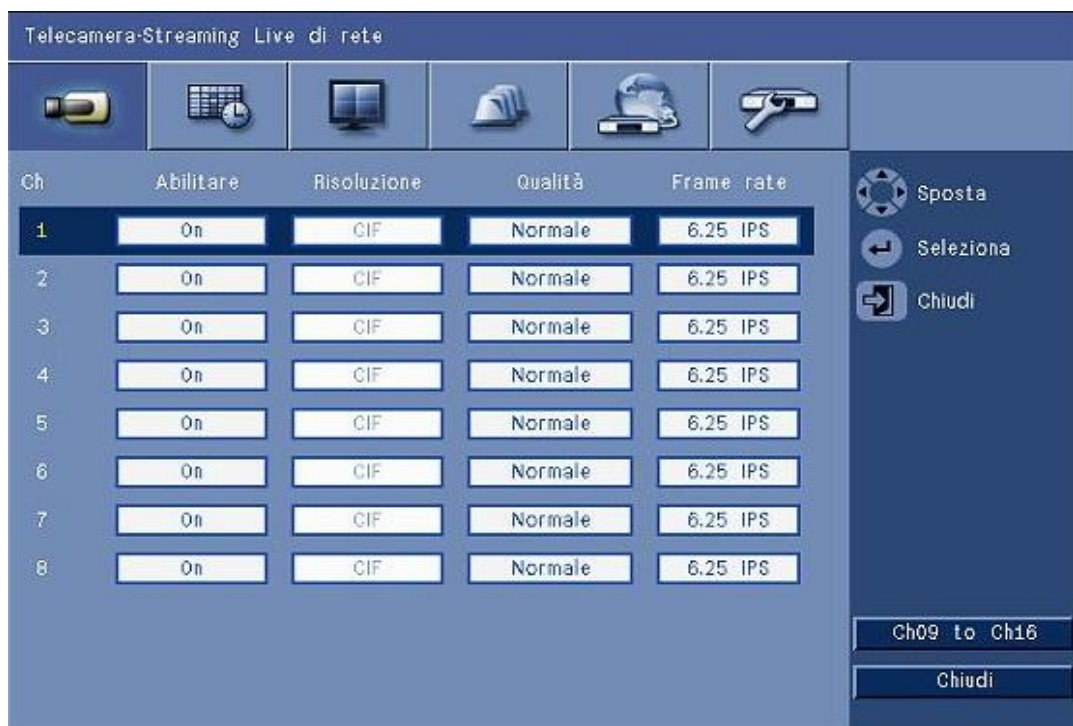 Telecamera-Streaming Live di rete
Ch Abilitare Risoluzione Qualità Frame rate
1 On CIF Normale 6.25 IPS
2 On CIF Normale 6.25 IPS
3 On CIF Normale 6.25 IPS
4 On CIF Normale 6.25 IPS
5 On CIF Normale 6.25 IPS
6 On CIF Normale 6.25 IPS
7 On CIF Normale 6.25 IPS
8 On CIF Normale 6.25 IPS
Sposta
Seleziona
Chiudi
Ch09 to Ch16
Chiudi